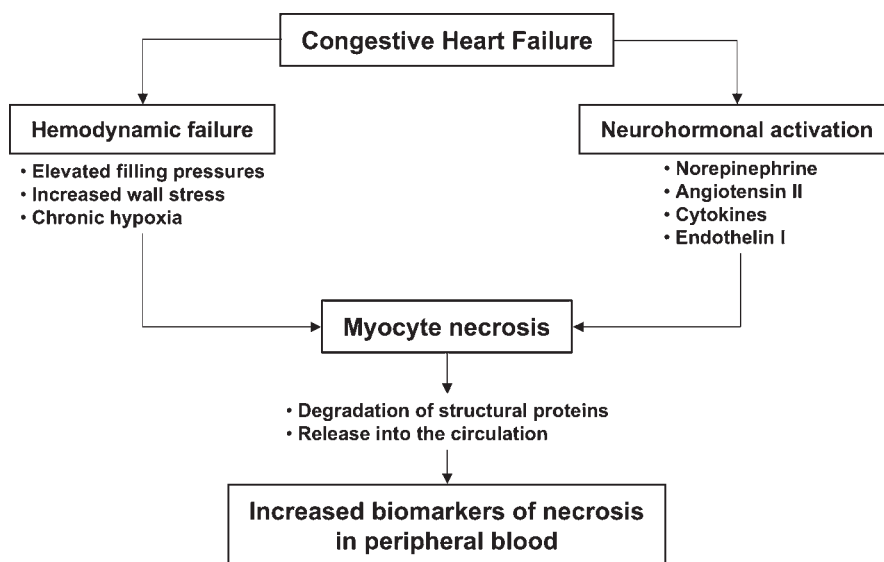 Congestive Heart Failure
Hemodynamic failure
• Elevated filling pressures
• Increased wall stress
• Chronic hypoxia
Neurohormonal activation
• Norepinephrine
• Angiotensin II
• Cytokines
• Endothelin I
Myocyte necrosis
• Degradation of structural proteins
• Release into the circulation
Increased biomarkers of necrosis
in peripheral blood